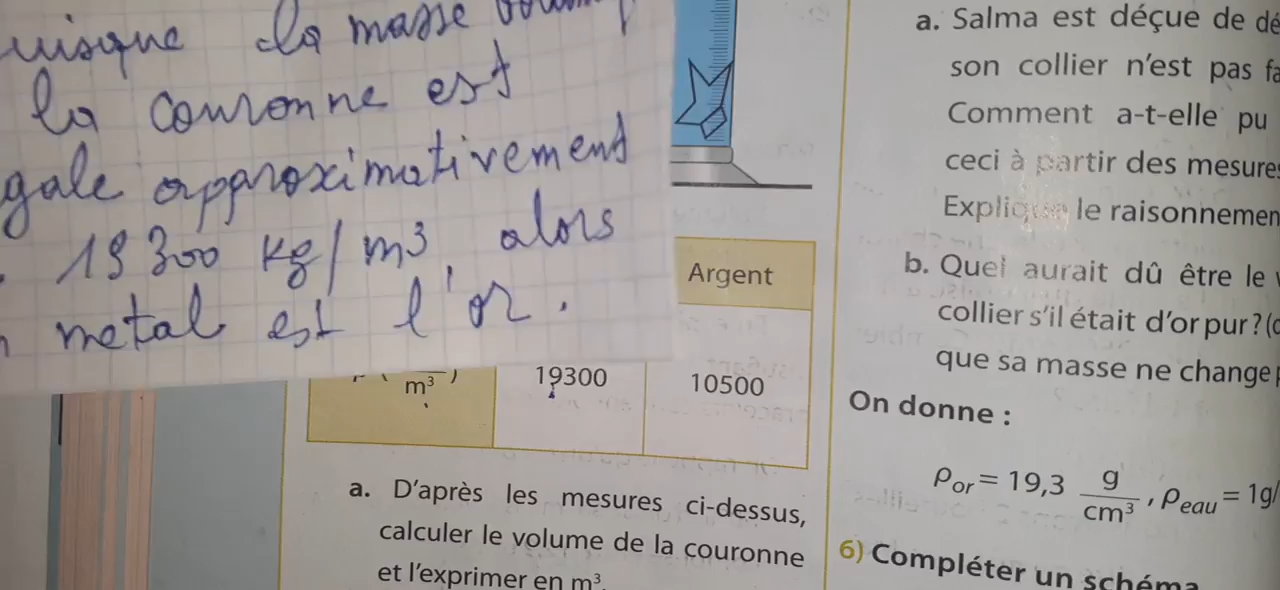 la masse
la couronne est
gale approximativement
19300 kg/m³ alors
metal est l'or.
Argent
m³ )
19300
10500
a. D'après les mesures ci-dessus,
calculer le volume de la couronne
et l'exprimer en m³.
a. Salma est déçue de dé
son collier n'est pas fa
Comment a-t-elle pu
ceci à partir des mesures
Explique le raisonnemen
b. Quel aurait dû être le v
collier s'il était d'or pur ? (
que sa masse ne change
On donne :
ρor = 19,3 g/cm³ , ρeau = 1g/
6) Compléter un schéma